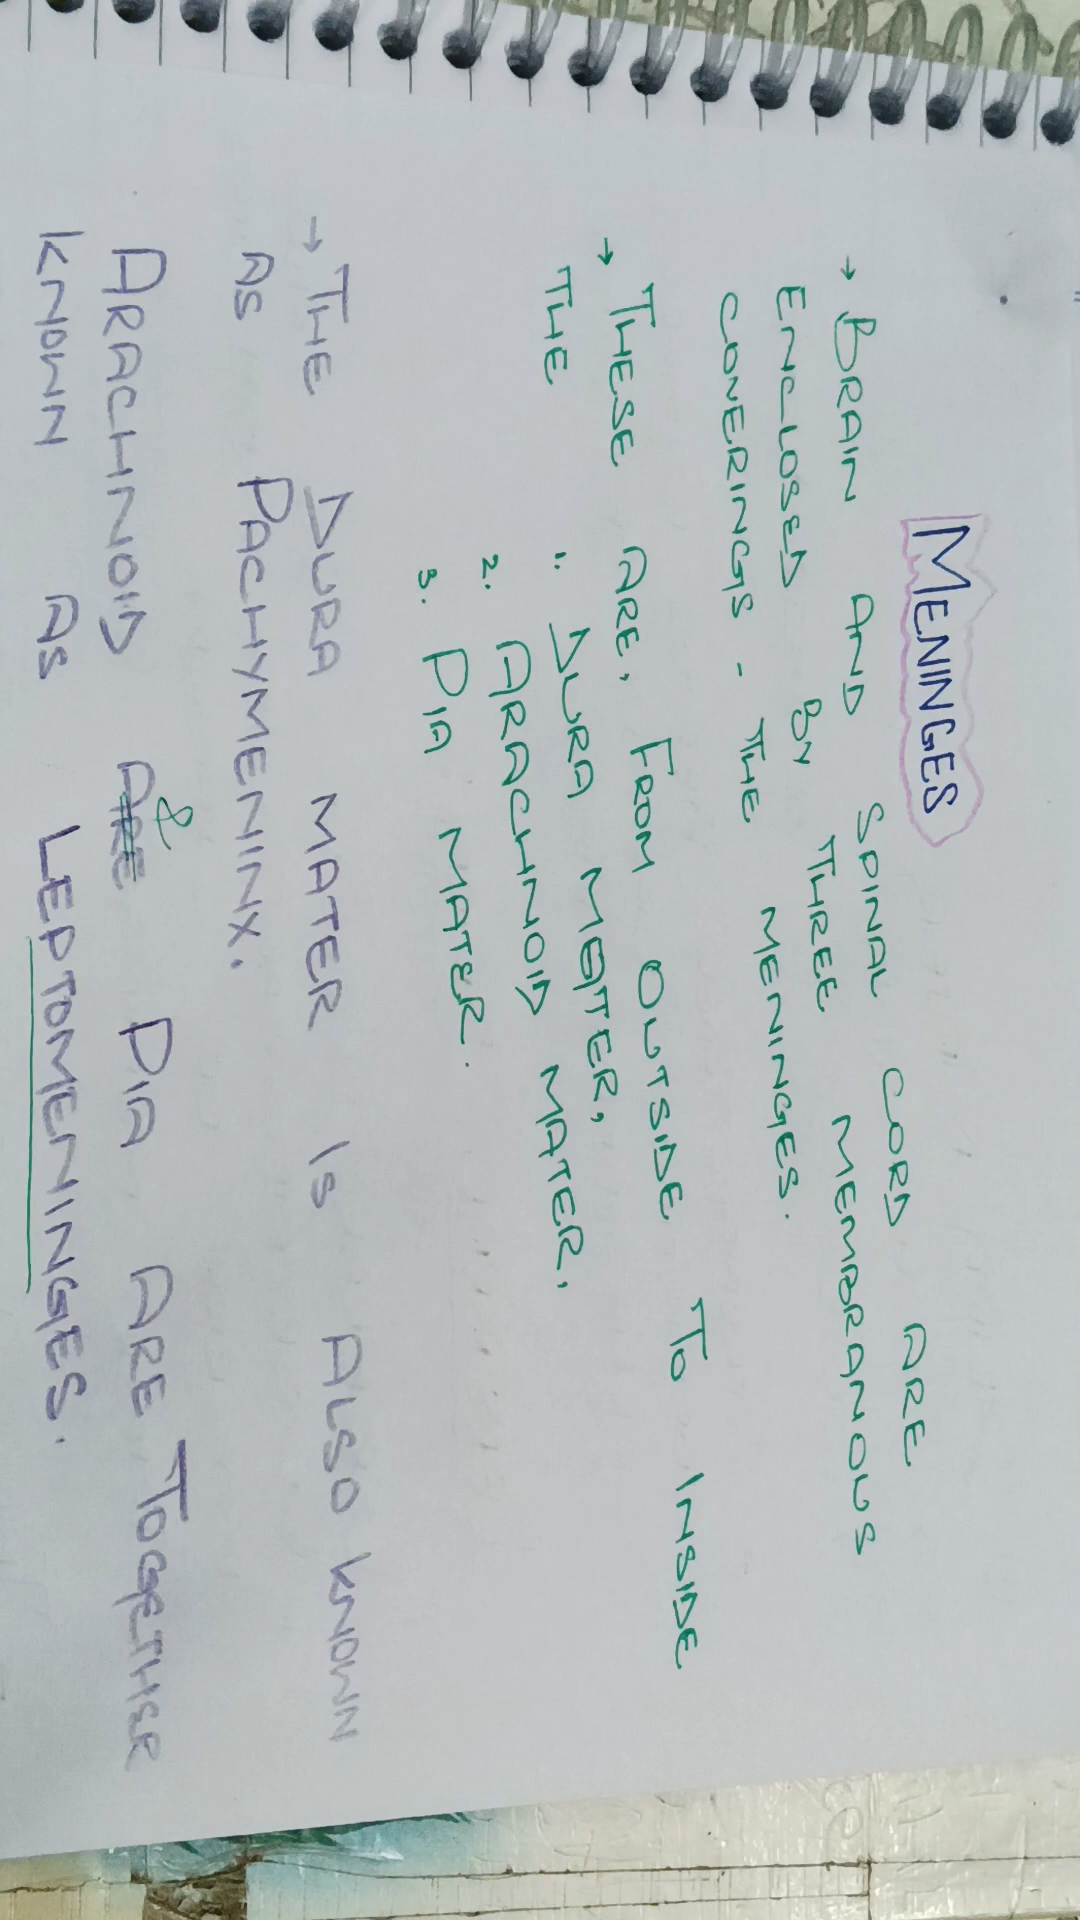 MENINGES
→ BRAIN AND SPINAL CORD ARE
ENCLOSED BY THREE MEMBRANOUS
COVERINGS - THE MENINGES.
→ THESE ARE, FROM OUTSIDE TO INSIDE
THE 1. DURA MATER,
2. ARACHNOID MATER,
3. PIA MATER.
→ THE DURA MATER IS ALSO KNOWN
AS PACHYMENINX.
ARACHNOID & PIA ARE TOGETHER
KNOWN AS LEPTOMENINGES.